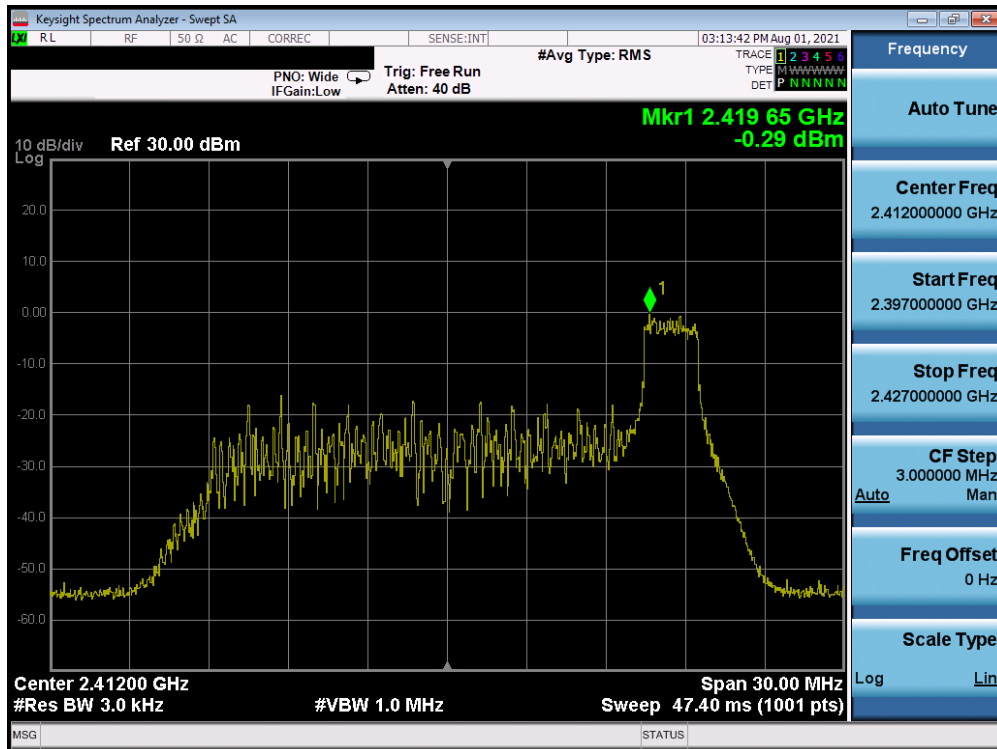 Keysight Spectrum Analyzer - Swept SA
LXI RL RF 50 Ω AC CORREC SENSE:INT 03:13:42 PM Aug 01, 2021
#Avg Type: RMS TRACE 1 2 3 4 5 6
PNO: Wide Trig: Free Run TYPE M WWWWW
IFGain:Low Atten: 40 dB DET P N N N N N
Mkr1 2.419 65 GHz
-0.29 dBm
10 dB/div Ref 30.00 dBm
Log
20.0
10.0
1
0.00
-10.0
-20.0
-30.0
-40.0
-50.0
-60.0
Center 2.41200 GHz Span 30.00 MHz
#Res BW 3.0 kHz #VBW 1.0 MHz Sweep 47.40 ms (1001 pts)
MSG STATUS
Frequency
Auto Tune
Center Freq
2.412000000 GHz
Start Freq
2.397000000 GHz
Stop Freq
2.427000000 GHz
CF Step
3.000000 MHz
Auto Man
Freq Offset
0 Hz
Scale Type
Log Lin